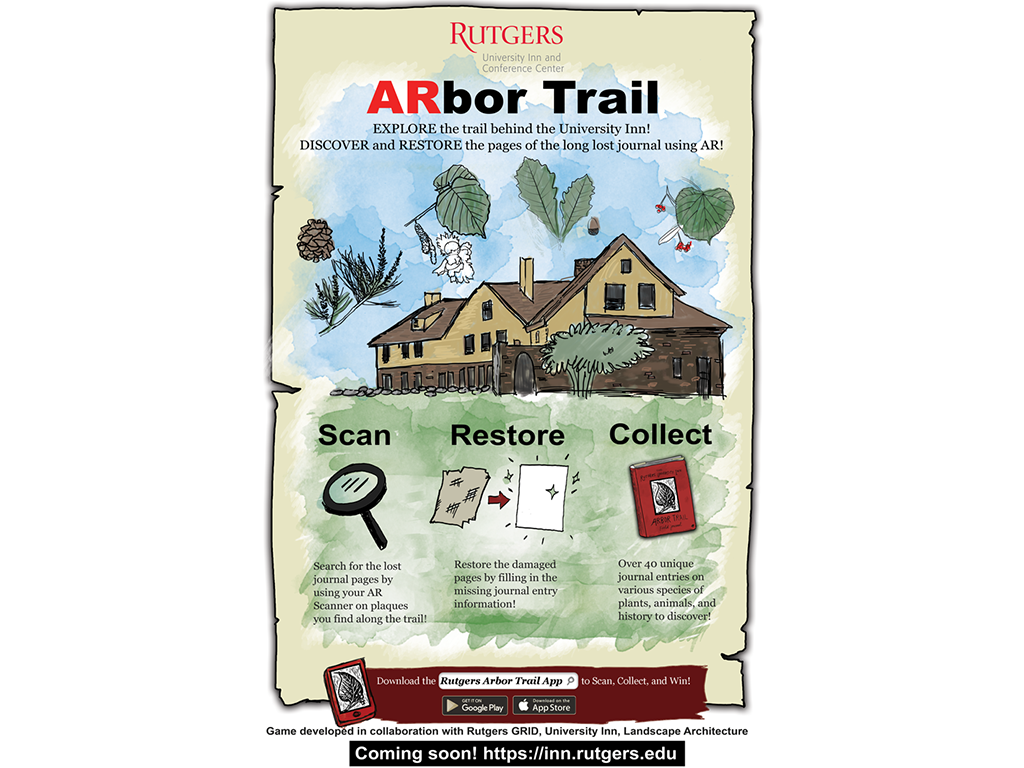 RUTGERS
University Inn and
Conference Center
ARbor Trail
EXPLORE the trail behind the University Inn!
DISCOVER and RESTORE the pages of the long lost journal using AR!
Scan
Restore
Collect
ARBOR TRAIL
Search for the lost
journal pages by
using your AR
Scanner on plaques
you find along the trail!
Restore the damaged
pages by filling in the
missing journal entry
information!
Over 40 unique
journal entries on
various species of
plants, animals, and
history to discover!
Download the Rutgers Arbor Trail App to Scan, Collect, and Win!
GET IT ON
Google Play
Download on the
App Store
Game developed in collaboration with Rutgers GRID, University Inn, Landscape Architecture
Coming soon! https://inn.rutgers.edu